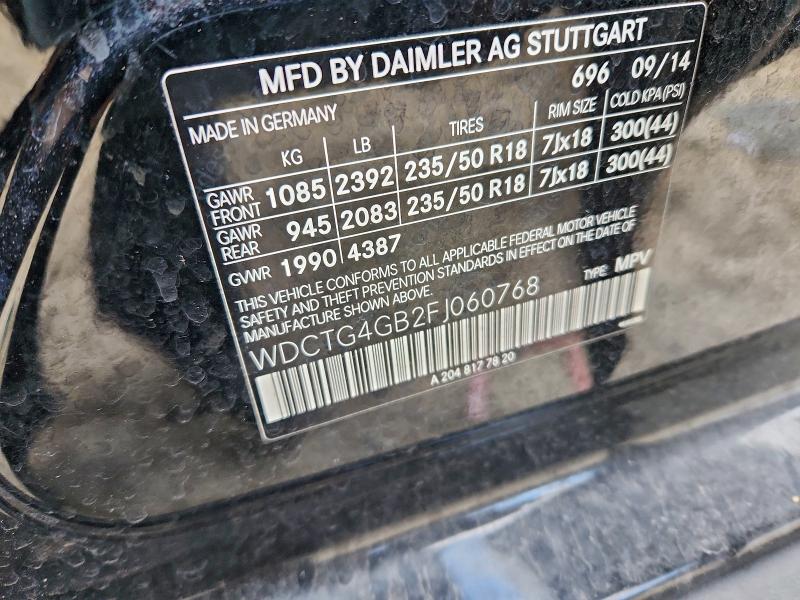 MFD BY DAIMLER AG STUTTGART
MADE IN GERMANY 696 09/14
KG LB TIRES RIM SIZE COLD KPA (PSI)
GAWR FRONT 1085 2392 235/50 R18 7Jx18 300(44)
GAWR REAR 945 2083 235/50 R18 7Jx18 300(44)
GVWR 1990 4387
THIS VEHICLE CONFORMS TO ALL APPLICABLE FEDERAL MOTOR VEHICLE
SAFETY AND THEFT PREVENTION STANDARDS IN EFFECT ON THE DATE OF
MANUFACTURE SHOWN ABOVE.
WDCTG4GB2FJ060768 TYPE: MPV
A 204 817 78 20